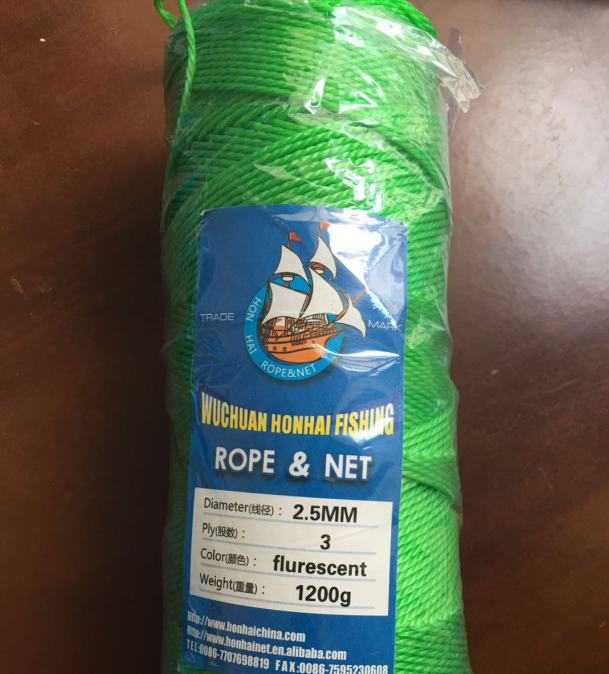 TRADE
MARK
HON HAI ROPE&NET
WUCHUAN HONHAI FISHING
ROPE & NET
Diameter(线径): 2.5MM
Ply(股数): 3
Color(颜色): flurescent
Weight(重量): 1200g
Http://www.honhaichina.com
Http://www.honhainet.en.alibaba.com
TEL:0086-7707698819 FAX:0086-7595230608